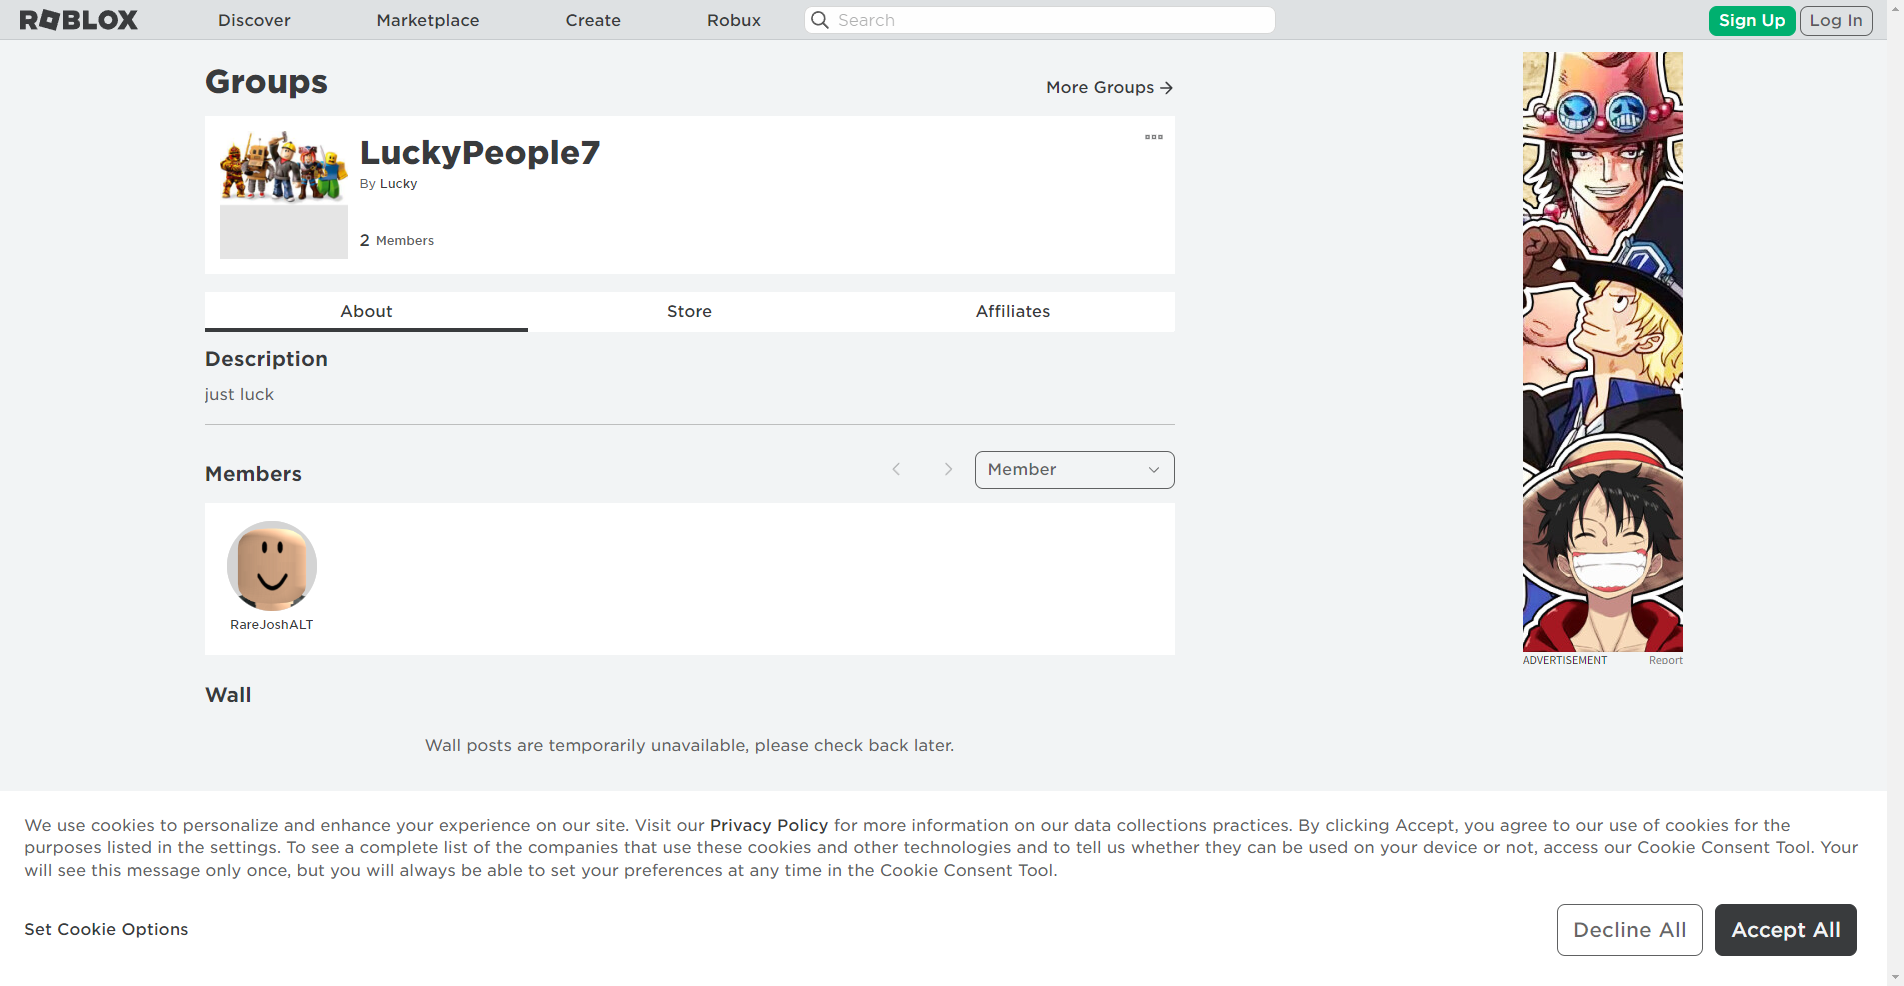 ROBLOX
Discover
Marketplace
Create
Robux
Search
Sign Up
Log In
Groups
More Groups
LuckyPeople7
By Lucky
2 Members
About
Store
Affiliates
Description
just luck
Members
Member
RareJoshALT
Wall
Wall posts are temporarily unavailable, please check back later.
ADVERTISEMENT
Report
We use cookies to personalize and enhance your experience on our site. Visit our Privacy Policy for more information on our data collections practices. By clicking Accept, you agree to our use of cookies for the
purposes listed in the settings. To see a complete list of the companies that use these cookies and other technologies and to tell us whether they can be used on your device or not, access our Cookie Consent Tool. Your
will see this message only once, but you will always be able to set your preferences at any time in the Cookie Consent Tool.
Set Cookie Options
Decline All
Accept All